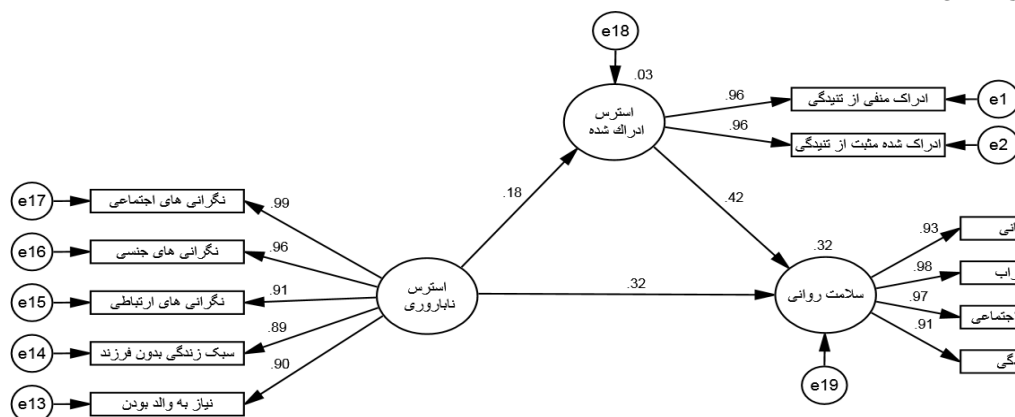 e18
.03
استرس
ادراك شده
.96
ادراک منفی از تنیدگی
e1
.96
ادراک شده مثبت از تنیدگی
e2
.18
.42
e17
نگرانی های اجتماعی
.99
e16
نگرانی های جنسی
.96
e15
نگرانی های ارتباطی
.91
e14
سبک زندگی بدون فرزند
.89
e13
نیاز به والد بودن
.90
استرس
ناباروری
.32
.32
سلامت روانی
e19
.93
.98
.97
اجتماعی
.91